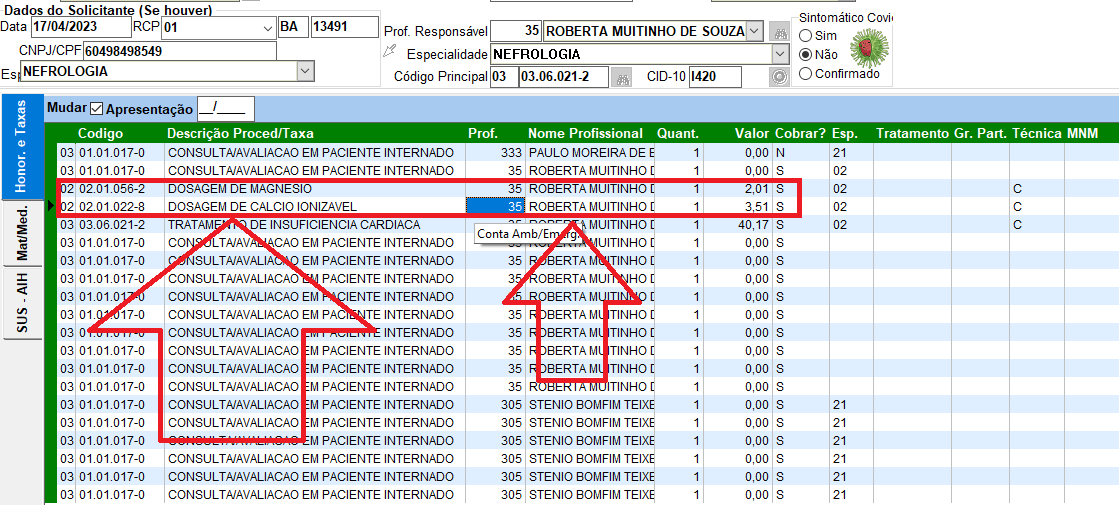 Dados do Solicitante (Se houver)
Data 17/04/2023 RCP 01 BA 13491
CNPJ/CPF 60498498549
Esp NEFROLOGIA
Prof. Responsável 35 ROBERTA MUITINHO DE SOUZA
Especialidade NEFROLOGIA
Código Principal 03 03.06.021-2 CID-10 I420
Sintomático Covi
Sim
Não
Confirmado
Honor. e Taxas
Mat/Med.
SUS - AIH
Mudar Apresentação __/____
Codigo Descrição Proced/Taxa Prof. Nome Profissional Quant. Valor Cobrar? Esp. Tratamento Gr. Part. Técnica MNM
03 01.01.017-0 CONSULTA/AVALIACAO EM PACIENTE INTERNADO 333 PAULO MOREIRA DE 1 0,00 N 21
03 01.01.017-0 CONSULTA/AVALIACAO EM PACIENTE INTERNADO 35 ROBERTA MUITINHO D 1 0,00 S 02
02 02.01.056-2 DOSAGEM DE MAGNESIO 35 ROBERTA MUITINHO D 1 2,01 S 02 C
02 02.01.022-8 DOSAGEM DE CALCIO IONIZAVEL 35 ROBERTA MUITINHO D 1 3,51 S 02 C
03 03.06.021-2 TRATAMENTO DE INSUFICIENCIA CARDIACA 35 ROBERTA MUITINHO D 1 40,17 S 02 C
Conta Amb/Emerg.
03 01.01.017-0 CONSULTA/AVALIACAO EM PACIENTE INTERNADO 35 ROBERTA MUITINHO D 1 0,00 S
03 01.01.017-0 CONSULTA/AVALIACAO EM PACIENTE INTERNADO 35 ROBERTA MUITINHO D 1 0,00 S
03 01.01.017-0 CONSULTA/AVALIACAO EM PACIENTE INTERNADO 35 ROBERTA MUITINHO D 1 0,00 S
03 01.01.017-0 CONSULTA/AVALIACAO EM PACIENTE INTERNADO 35 ROBERTA MUITINHO D 1 0,00 S
03 01.01.017-0 CONSULTA/AVALIACAO EM PACIENTE INTERNADO 35 ROBERTA MUITINHO D 1 0,00 S
03 01.01.017-0 CONSULTA/AVALIACAO EM PACIENTE INTERNADO 35 ROBERTA MUITINHO D 1 0,00 S
03 01.01.017-0 CONSULTA/AVALIACAO EM PACIENTE INTERNADO 35 ROBERTA MUITINHO D 1 0,00 S
03 01.01.017-0 CONSULTA/AVALIACAO EM PACIENTE INTERNADO 35 ROBERTA MUITINHO D 1 0,00 S
03 01.01.017-0 CONSULTA/AVALIACAO EM PACIENTE INTERNADO 35 ROBERTA MUITINHO D 1 0,00 S
03 01.01.017-0 CONSULTA/AVALIACAO EM PACIENTE INTERNADO 305 STENIO BOMFIM TEIXE 1 0,00 S 21
03 01.01.017-0 CONSULTA/AVALIACAO EM PACIENTE INTERNADO 305 STENIO BOMFIM TEIXE 1 0,00 S 21
03 01.01.017-0 CONSULTA/AVALIACAO EM PACIENTE INTERNADO 305 STENIO BOMFIM TEIXE 1 0,00 S 21
03 01.01.017-0 CONSULTA/AVALIACAO EM PACIENTE INTERNADO 305 STENIO BOMFIM TEIXE 1 0,00 S 21
03 01.01.017-0 CONSULTA/AVALIACAO EM PACIENTE INTERNADO 305 STENIO BOMFIM TEIXE 1 0,00 S 21
03 01.01.017-0 CONSULTA/AVALIACAO EM PACIENTE INTERNADO 305 STENIO BOMFIM TEIXE 1 0,00 S 21